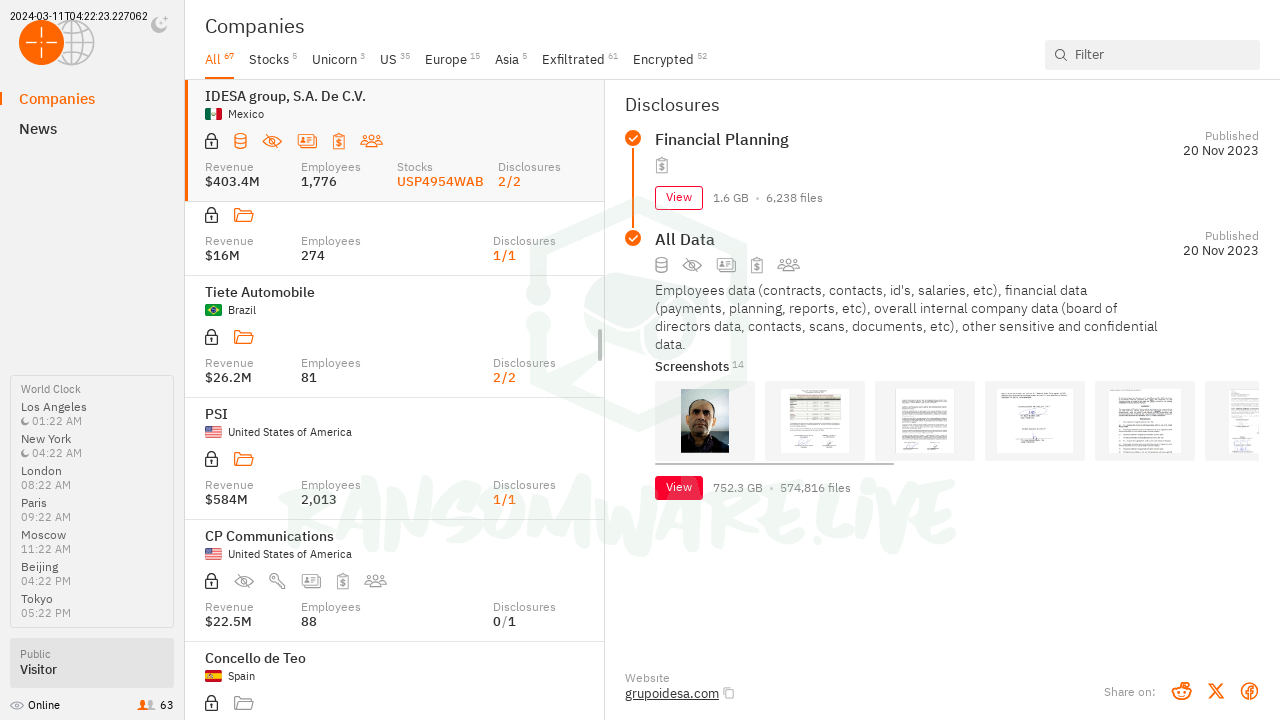 2024-03-11T04:22:23.227062
Companies
News
World Clock
Los Angeles
01:22 AM
New York
04:22 AM
London
08:22 AM
Paris
09:22 AM
Moscow
11:22 AM
Beijing
04:22 PM
Tokyo
05:22 PM
Public
Visitor
Online 63
Companies
All 67 Stocks 5 Unicorn 3 US 35 Europe 15 Asia 5 Exfiltrated 61 Encrypted 52
Filter
IDESA group, S.A. De C.V.
Mexico
Revenue Employees Stocks Disclosures
$403.4M 1,776 USP4954WAB 2/2
Revenue Employees Disclosures
$16M 274 1/1
Tiete Automobile
Brazil
Revenue Employees Disclosures
$26.2M 81 2/2
PSI
United States of America
Revenue Employees Disclosures
$584M 2,013 1/1
CP Communications
United States of America
Revenue Employees Disclosures
$22.5M 88 0/1
Concello de Teo
Spain
Disclosures
Financial Planning
Published
20 Nov 2023
View 1.6 GB • 6,238 files
All Data
Published
20 Nov 2023
Employees data (contracts, contacts, id's, salaries, etc), financial data
(payments, planning, reports, etc), overall internal company data (board of
directors data, contacts, scans, documents, etc), other sensitive and confidential
data.
Screenshots 14
View 752.3 GB • 574,816 files
RANSOMWARE.LIVE
Website
grupoidesa.com
Share on: